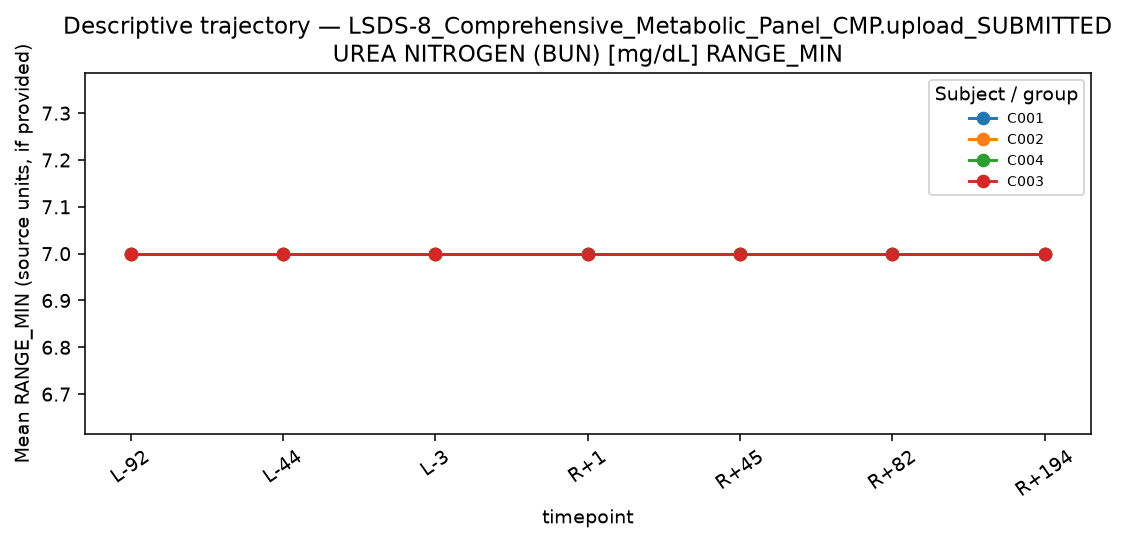 Descriptive trajectory — LSDS-8_Comprehensive_Metabolic_Panel_CMP.upload_SUBMITTED
UREA NITROGEN (BUN) [mg/dL] RANGE_MIN
Mean RANGE_MIN (source units, if provided)
7.3
7.2
7.1
7.0
6.9
6.8
6.7
Subject / group
C001
C002
C004
C003
L-92
L-44
L-3
R+1
R+45
R+82
R+194
timepoint